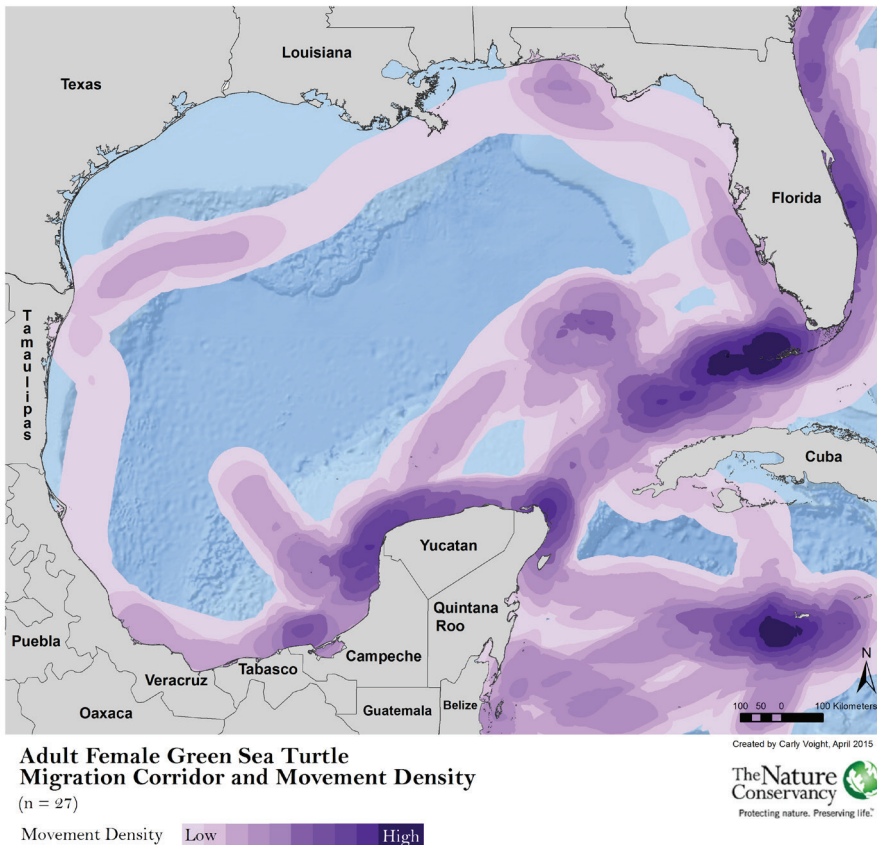 Louisiana
Texas
Florida
Tamaulipas
Cuba
Yucatan
Quintana
Roo
Puebla
Campeche
Veracruz
Tabasco
Oaxaca
Guatemala
Belize
N
100 50 0 100 Kilometers
Created by Carly Voight, April 2015
Adult Female Green Sea Turtle
Migration Corridor and Movement Density
(n = 27)
The Nature
Conservancy
Protecting nature. Preserving life.™
Movement Density Low High